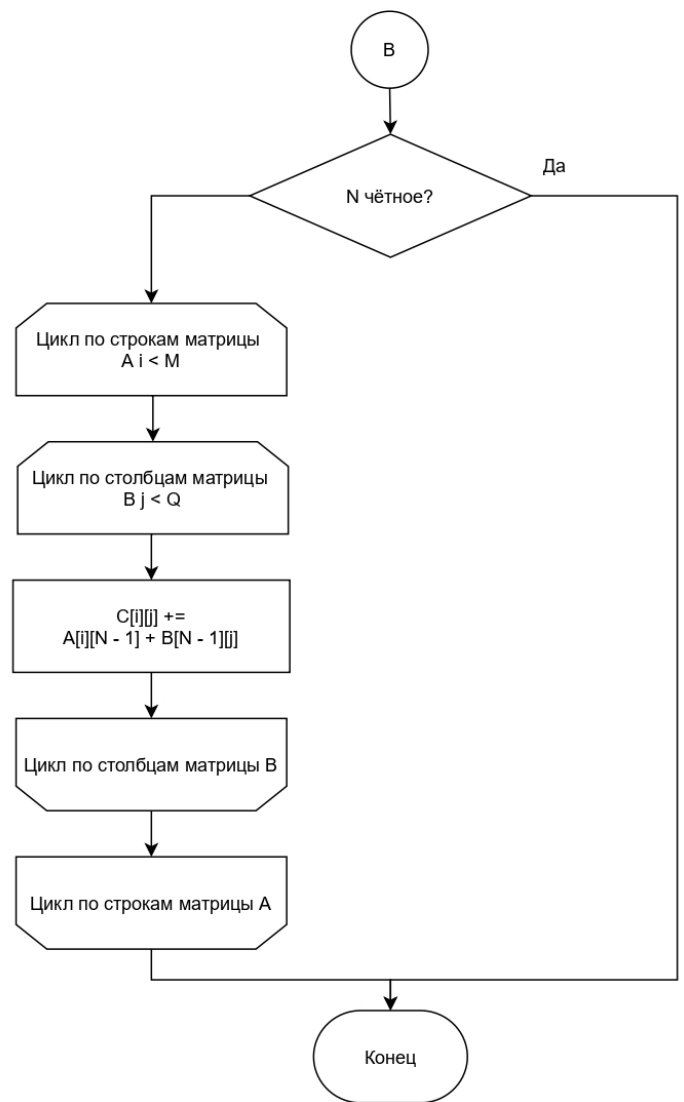 B
Да
N чётное?
Цикл по строкам матрицы
A i < M
Цикл по столбцам матрицы
B j < Q
C[i][j] +=
A[i][N - 1] + B[N - 1][j]
Цикл по столбцам матрицы B
Цикл по строкам матрицы A
Конец